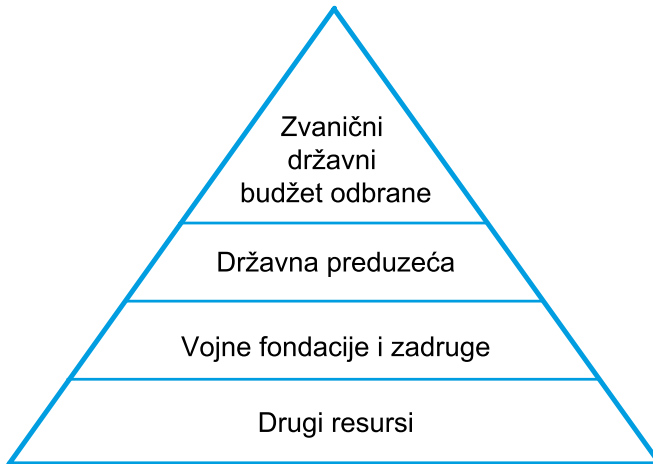 Zvanični
državni
budžet odbrane
Državna preduzeća
Vojne fondacije i zadruge
Drugi resursi